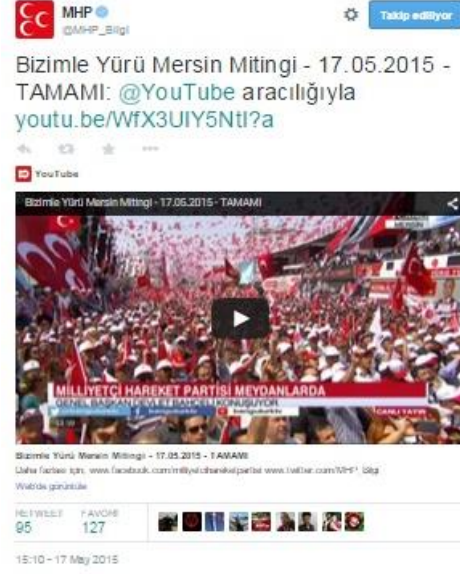 MHP
@MHP_Bilgi
Takip ediliyor
Bizimle Yürü Mersin Mitingi - 17.05.2015 -
TAMAMI: @YouTube aracılığıyla
youtu.be/WfX3UIY5NtI?a
YouTube
Bizimle Yürü Mersin Mitingi - 17.05.2015 - TAMAMI
MERSİN
MİLLİYETÇİ HAREKET PARTİSİ MEYDANLARDA
GENEL BAŞKAN DEVLET BAHÇELİ KONUŞUYOR
CANLI YAYIN
Bizimle Yürü Mersin Mitingi - 17.05.2015 - TAMAMI
Daha fazlası için, www.facebook.com/milliyetcihareketpartisi www.twitter.com/MHP_Bilgi
Web'de görüntüle
RETWEET FAVORİ
95 127
15:10 - 17 May 2015